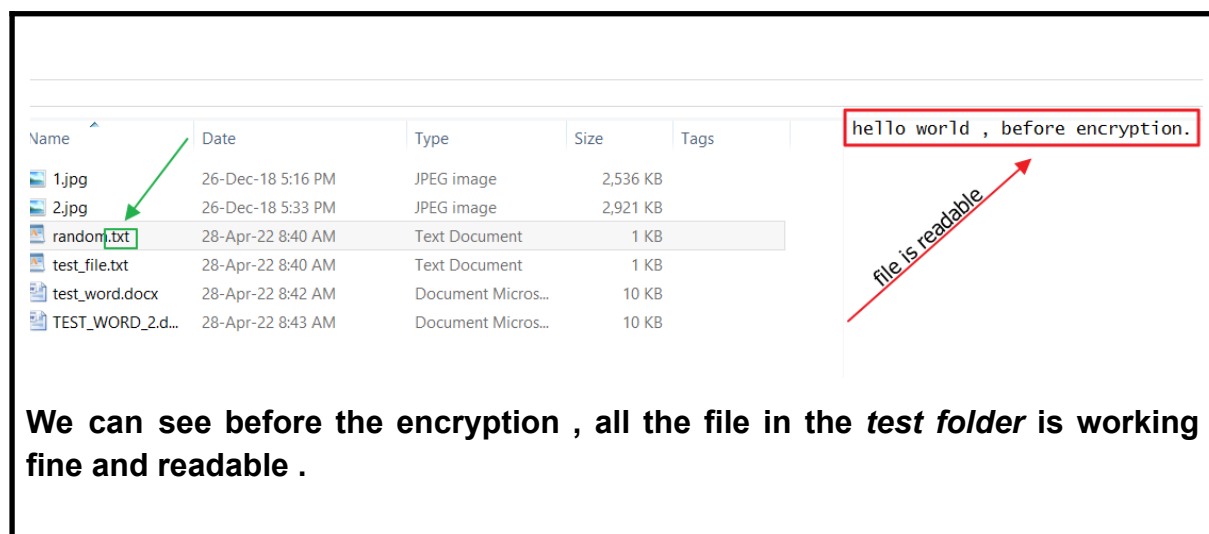 Name Date Type Size Tags
1.jpg 26-Dec-18 5:16 PM JPEG image 2,536 KB
2.jpg 26-Dec-18 5:33 PM JPEG image 2,921 KB
random.txt 28-Apr-22 8:40 AM Text Document 1 KB
test_file.txt 28-Apr-22 8:40 AM Text Document 1 KB
test_word.docx 28-Apr-22 8:42 AM Document Micros... 10 KB
TEST_WORD_2.d... 28-Apr-22 8:43 AM Document Micros... 10 KB
hello world , before encryption.
file is readable
We can see before the encryption , all the file in the test folder is working
fine and readable .